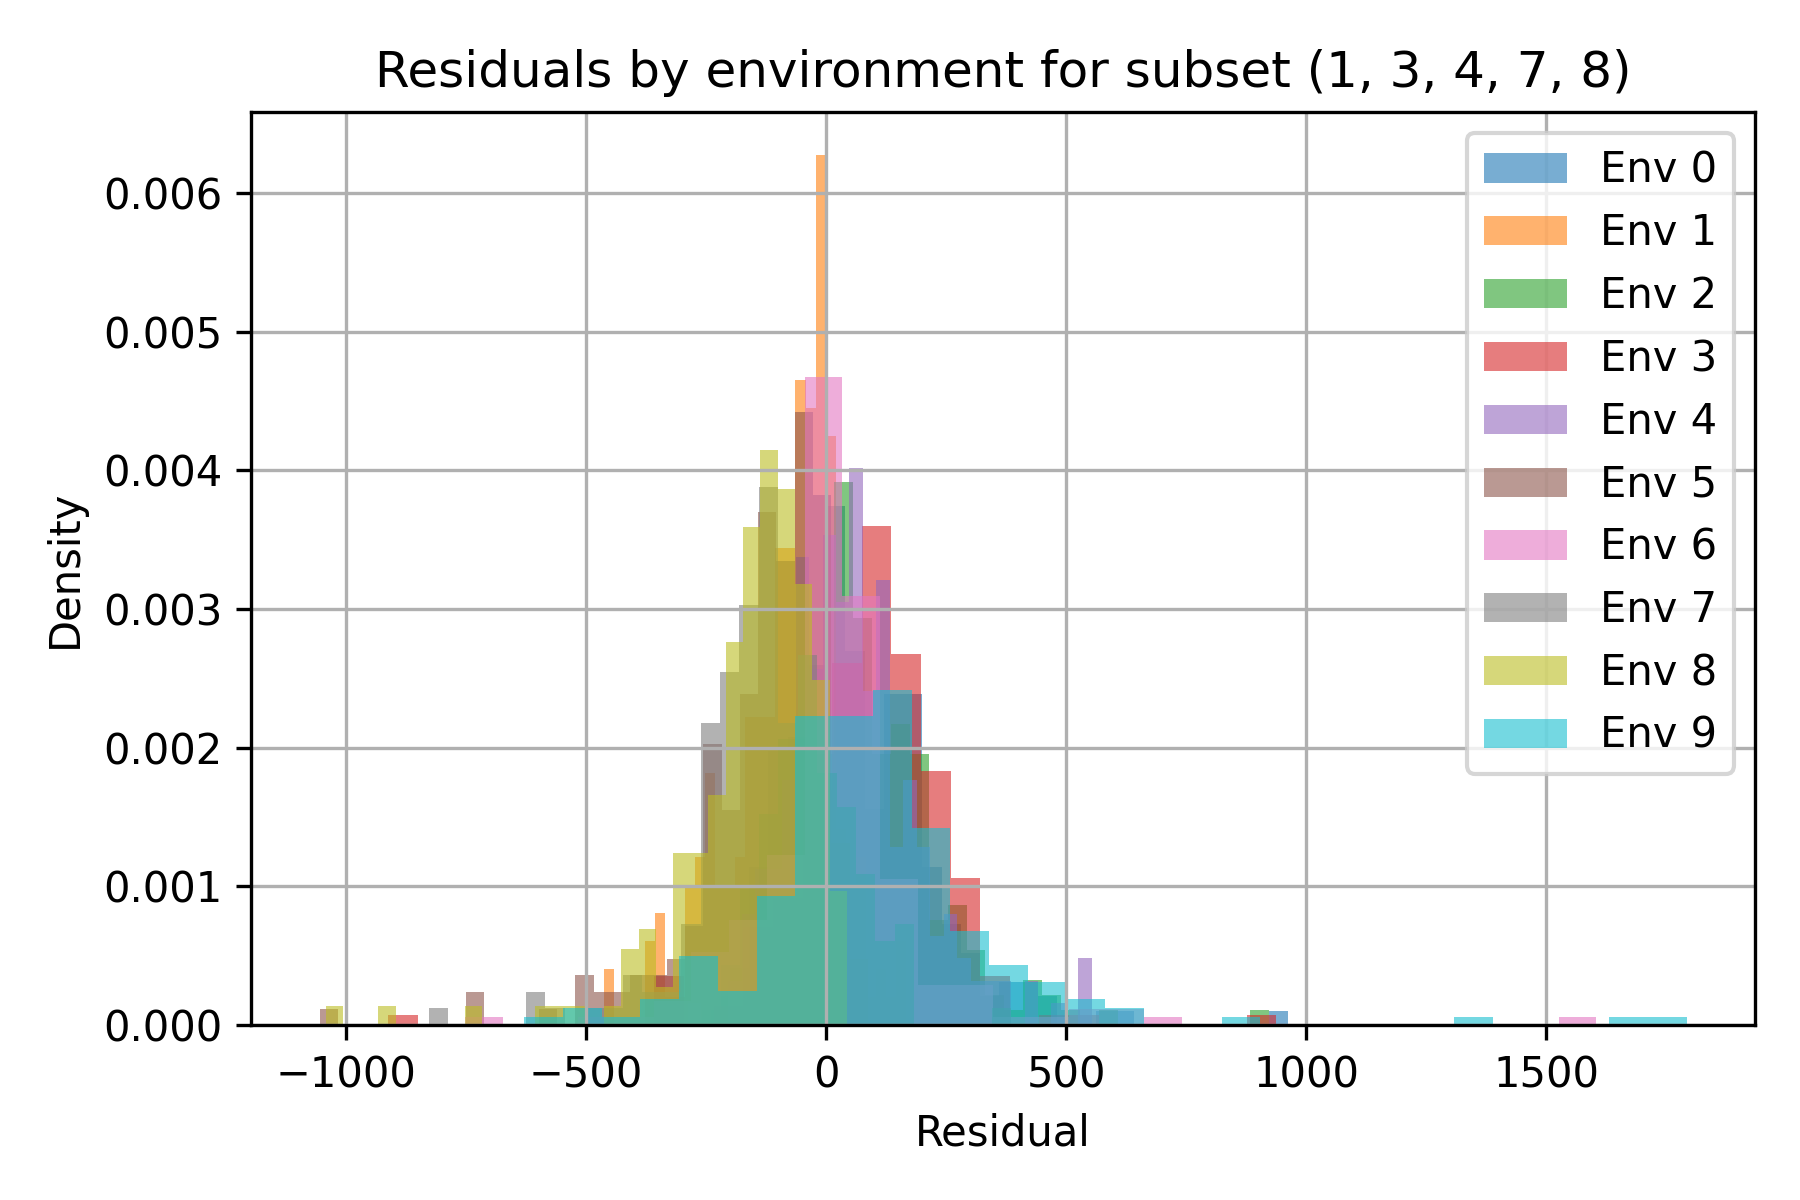 Residuals by environment for subset (1, 3, 4, 7, 8)
0.006
0.005
0.004
0.003
0.002
0.001
0.000
Density
−1000
−500
0
500
1000
1500
Residual
Env 0
Env 1
Env 2
Env 3
Env 4
Env 5
Env 6
Env 7
Env 8
Env 9